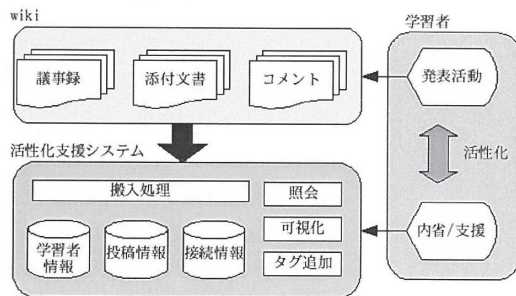 wiki
議事録
添付文書
コメント
学習者
発表活動
活性化
内省/支援
活性化支援システム
搬入処理
照会
可視化
タグ追加
学習者
情報
投稿情報
接続情報